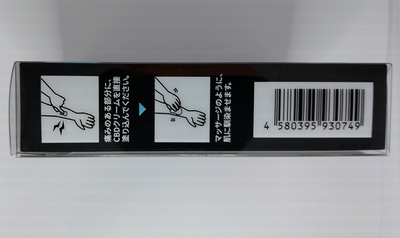 痛みのある部分に、
CBDクリームを直接
塗り込んでください。
マッサージのように、
肌に馴染ませます。
4 580395 930749